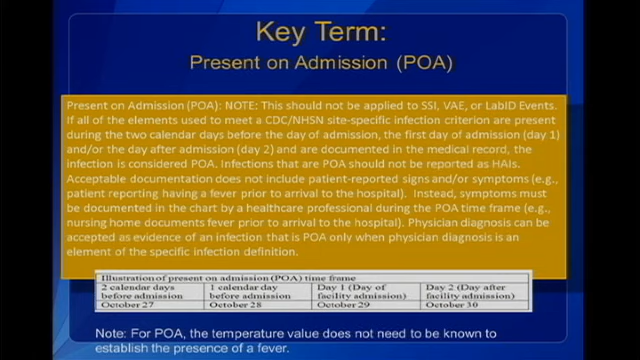 Key Term:
Present on Admission (POA)
Present on Admission (POA): NOTE: This should not be applied to SSI, VAE, or LabID Events.
If all of the elements used to meet a CDC/NHSN site-specific infection criterion are present
during the two calendar days before the day of admission, the first day of admission (day 1)
and/or the day after admission (day 2) and are documented in the medical record, the
infection is considered POA. Infections that are POA should not be reported as HAIs.
Acceptable documentation does not include patient-reported signs and/or symptoms (e.g.,
patient reporting having a fever prior to arrival to the hospital). Instead, symptoms must
be documented in the chart by a healthcare professional during the POA time frame (e.g.,
nursing home documents fever prior to arrival to the hospital). Physician diagnosis can be
accepted as evidence of an infection that is POA only when physician diagnosis is an
element of the specific infection definition.
Illustration of present on admission (POA) time frame
2 calendar days 1 calendar day Day 1 (Day of Day 2 (Day after
before admission before admission facility admission) facility admission)
October 27 October 28 October 29 October 30
Note: For POA, the temperature value does not need to be known to
establish the presence of a fever.